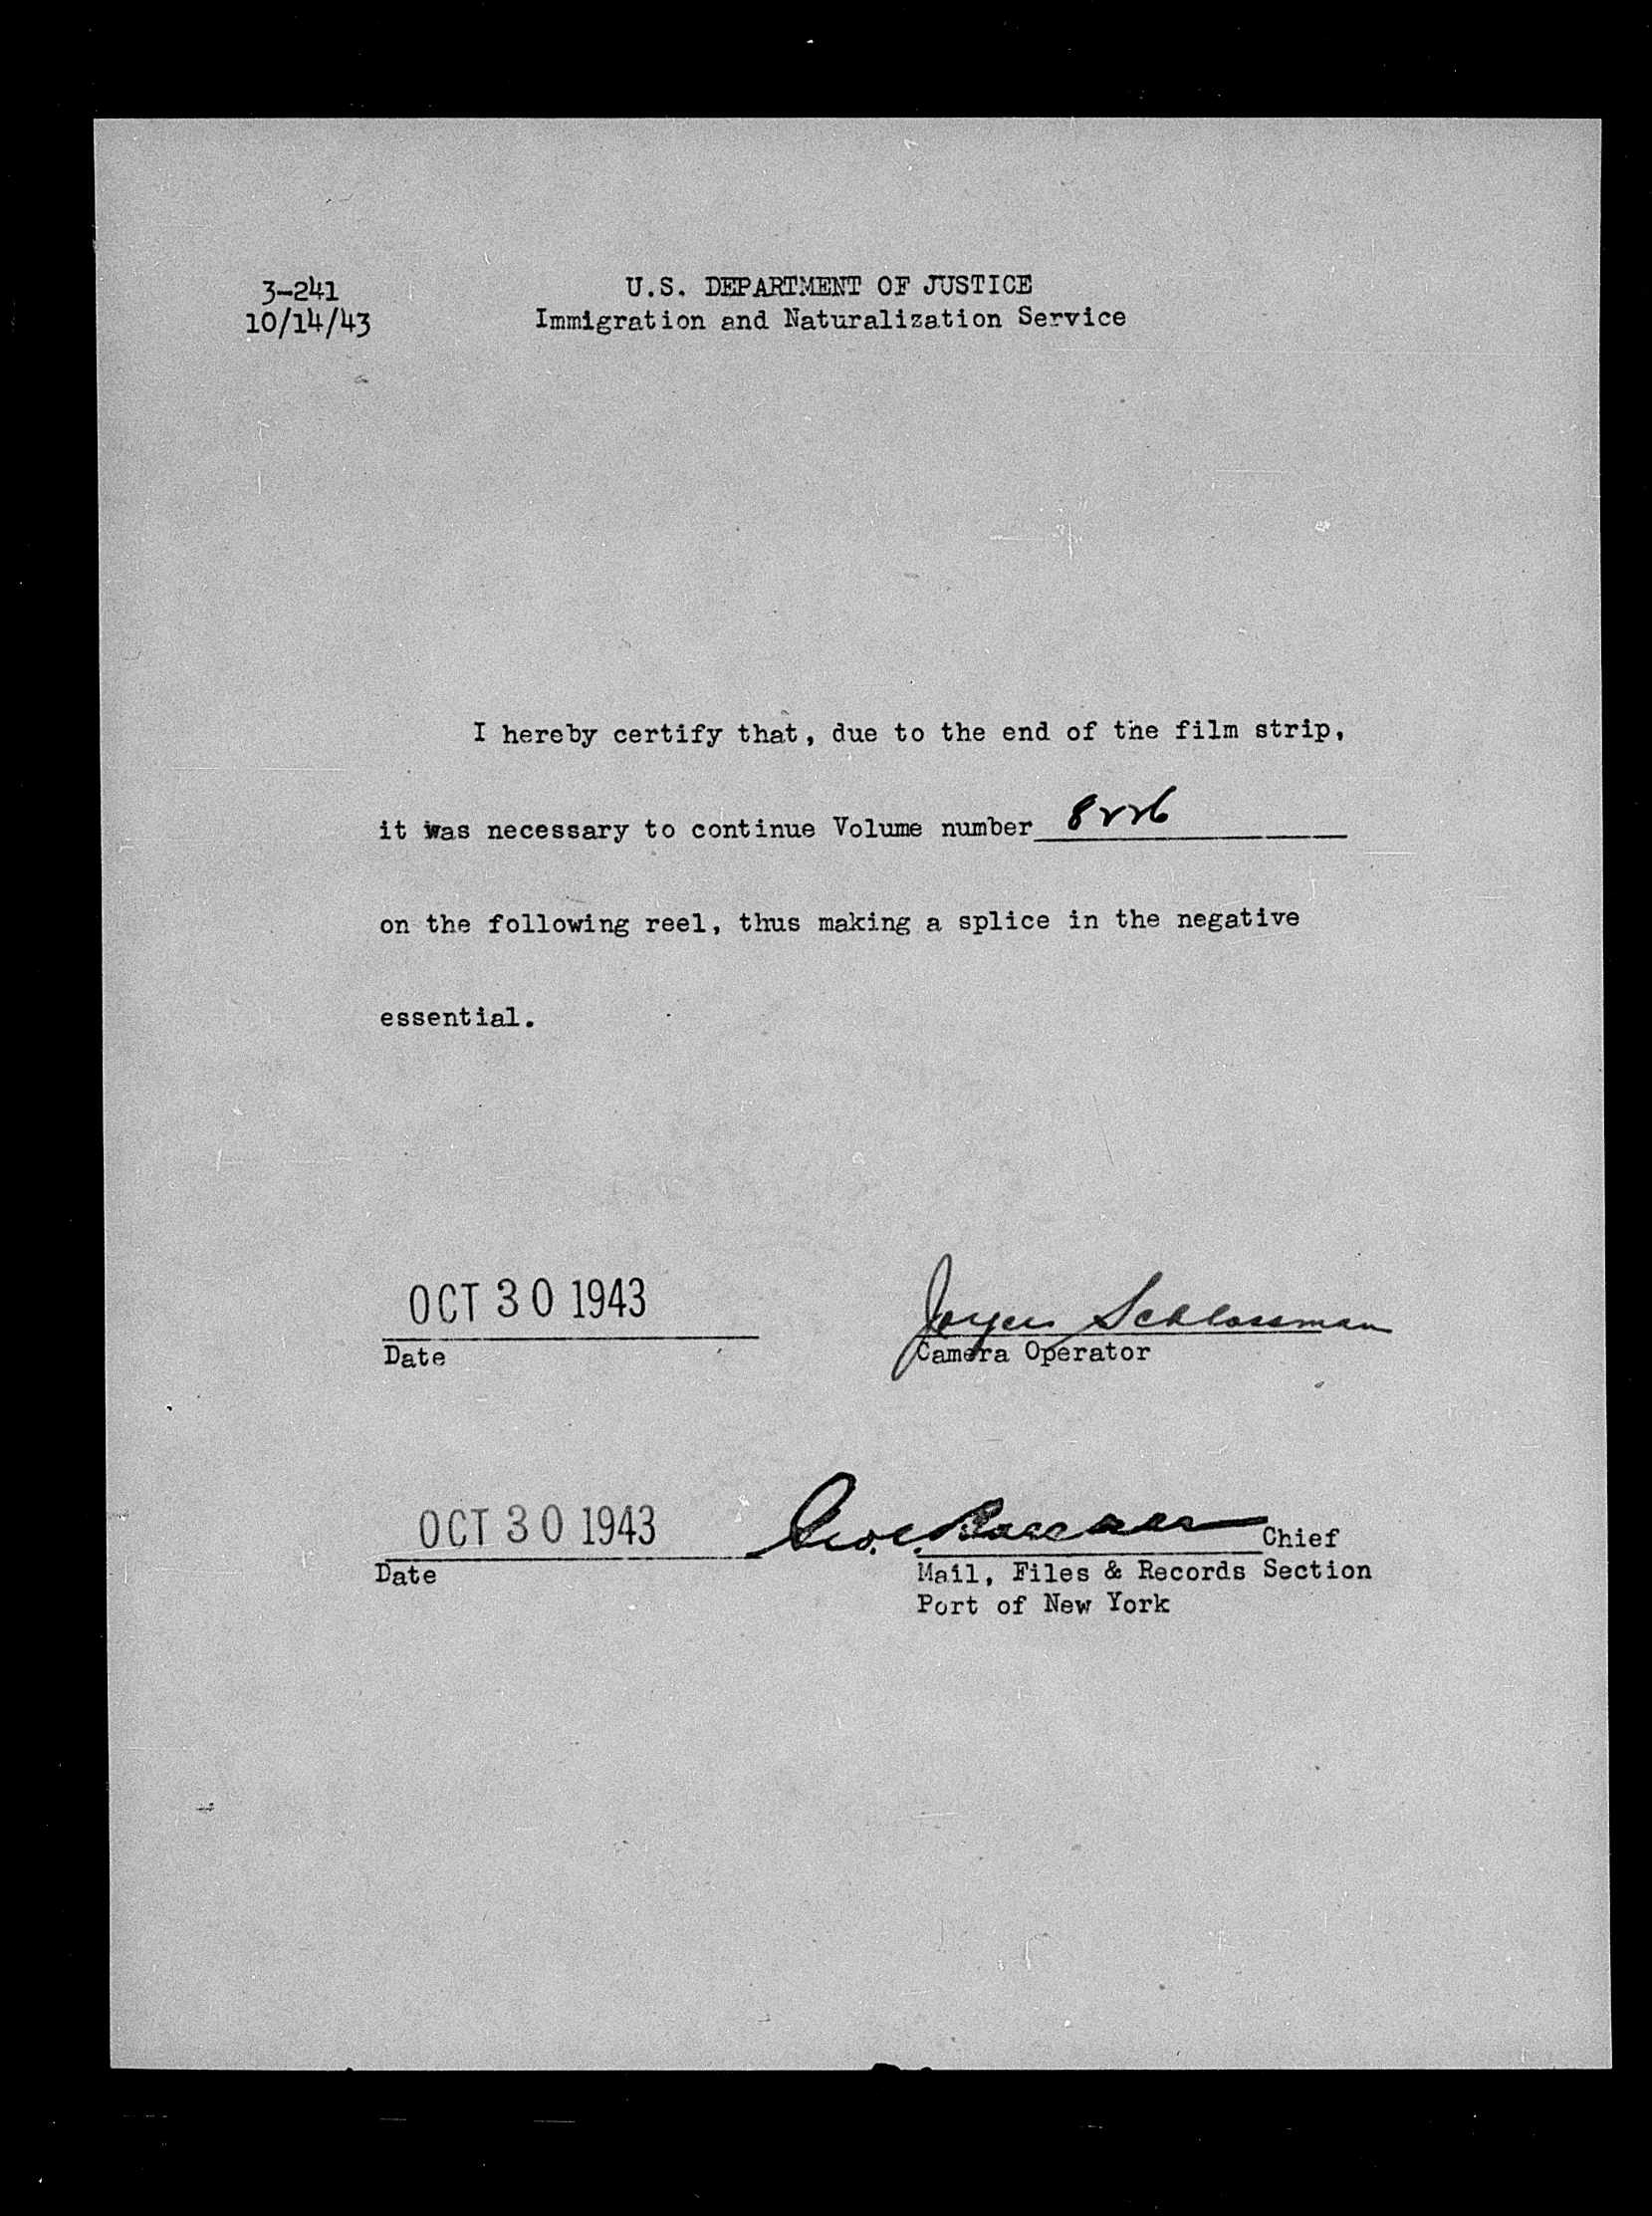 3-241
10/14/43
U.S. DEPARTMENT OF JUSTICE
Immigration and Naturalization Service
I hereby certify that, due to the end of the film strip,
it was necessary to continue Volume number 8226
on the following reel, thus making a splice in the negative
essential.
OCT 30 1943
Schlossman
Date
Camera Operator
OCT 30 1943
Geo. Chief
Date
Mail, Files & Records Section
Port of New York